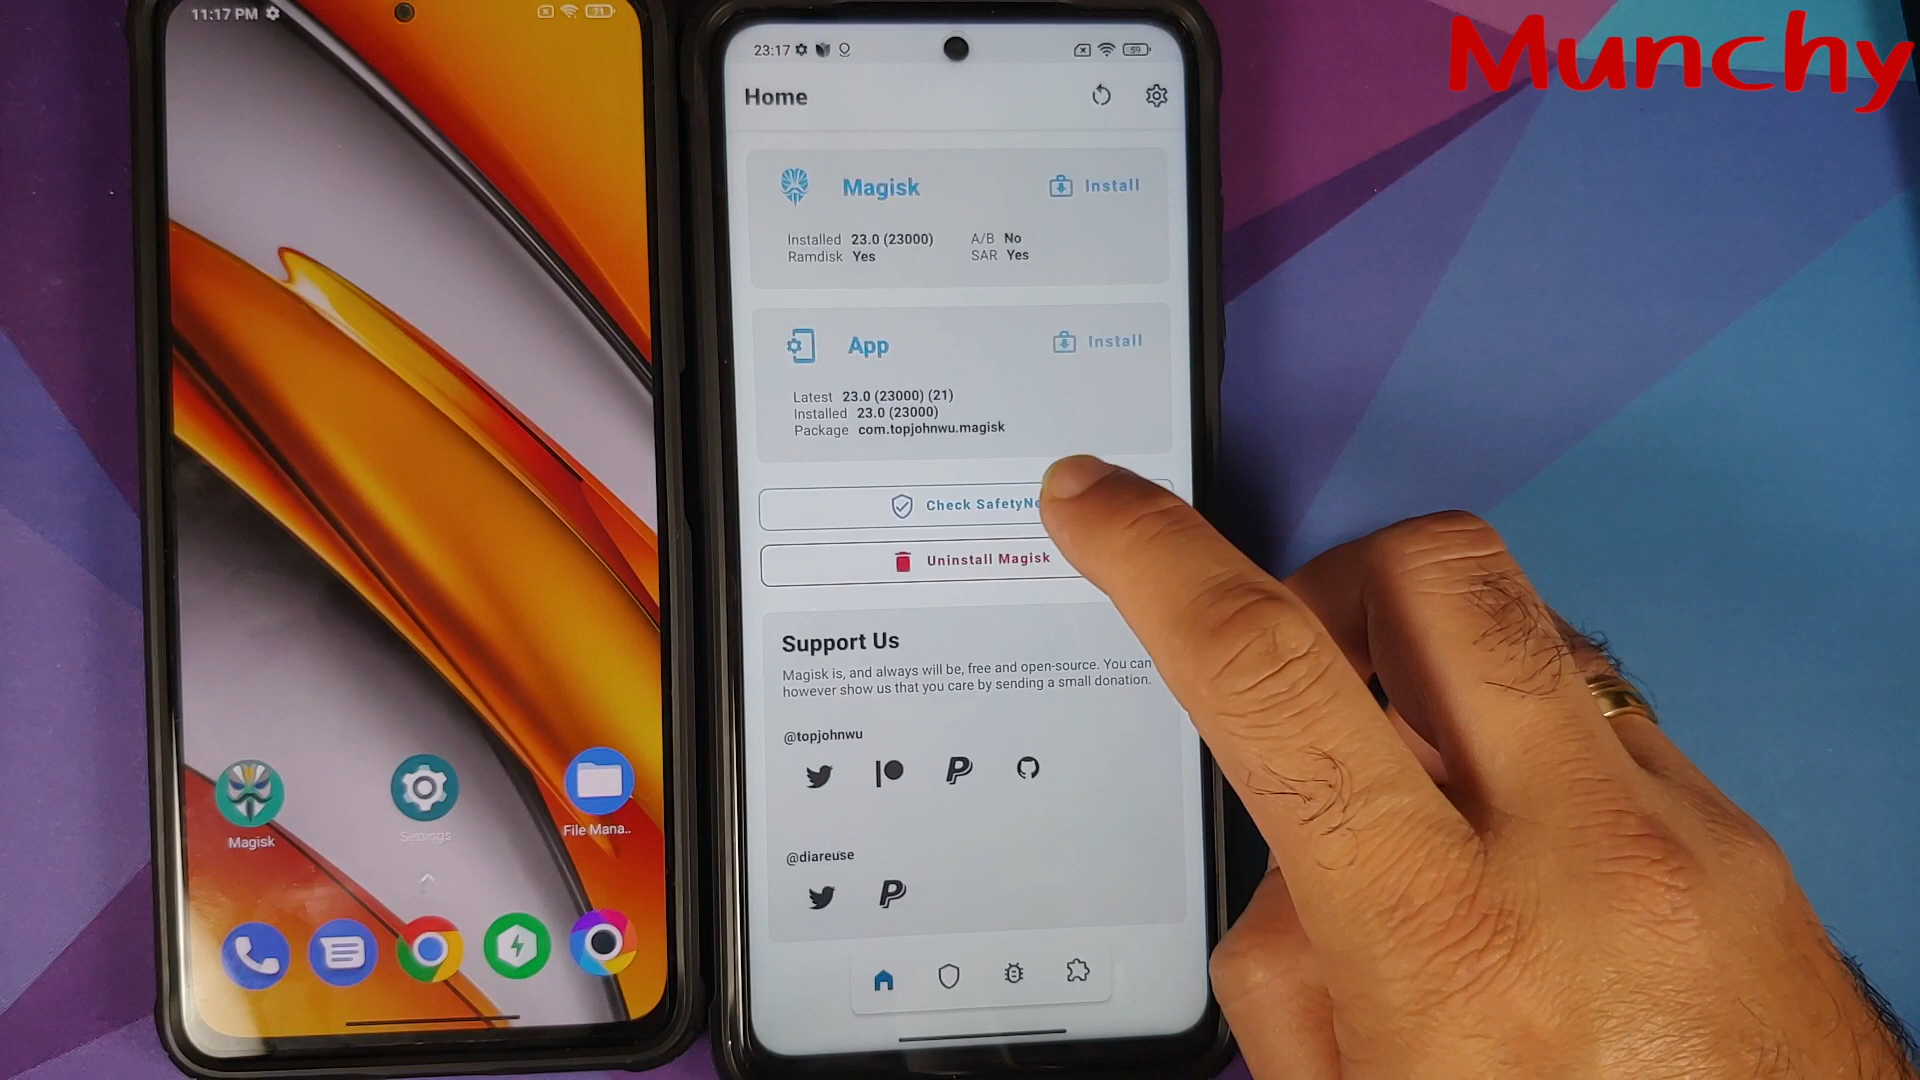 Munchy
11:17 PM
71
Magisk
Settings
File Mana..
23:17
59
Home
Magisk
Install
Installed 23.0 (23000)
A/B No
Ramdisk Yes
SAR Yes
App
Install
Latest 23.0 (23000) (21)
Installed 23.0 (23000)
Package com.topjohnwu.magisk
Check SafetyNe
Uninstall Magisk
Support Us
Magisk is, and always will be, free and open-source. You can
however show us that you care by sending a small donation.
@topjohnwu
@diareuse